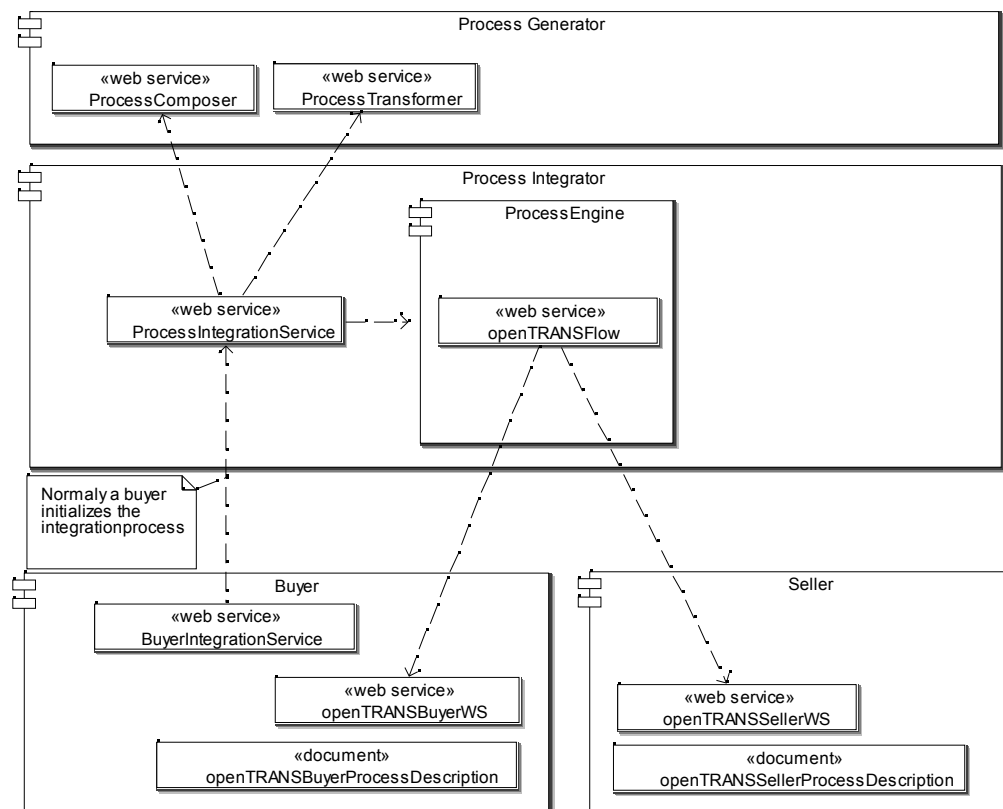 Process Generator
«web service»
ProcessComposer
«web service»
ProcessTransformer
Process Integrator
ProcessEngine
«web service»
ProcessIntegrationService
«web service»
openTRANSFlow
Normaly a buyer
initializes the
integrationprocess
Buyer
«web service»
BuyerIntegrationService
«web service»
openTRANSBuyerWS
«document»
openTRANSBuyerProcessDescription
Seller
«web service»
openTRANSSellerWS
«document»
openTRANSSellerProcessDescription